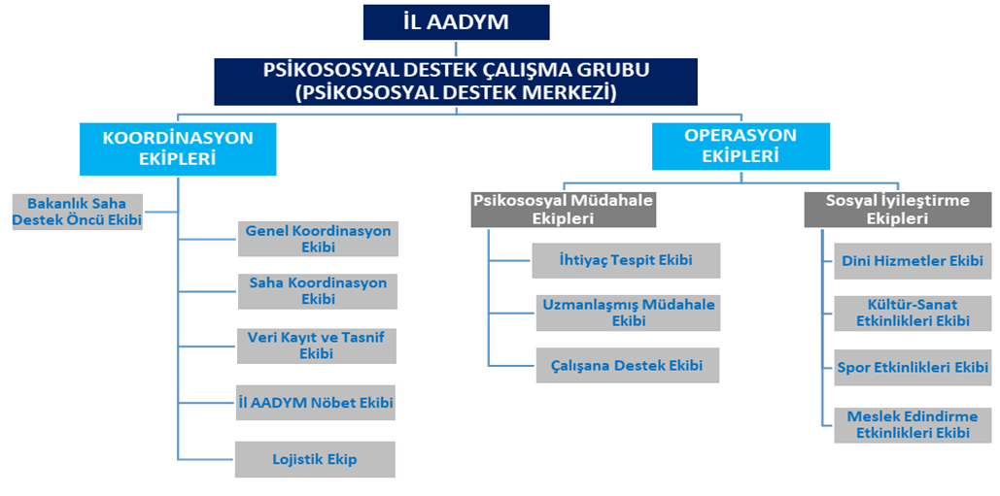 İL AADYM
PSİKOSOSYAL DESTEK ÇALIŞMA GRUBU
(PSİKOSOSYAL DESTEK MERKEZİ)
KOORDİNASYON
EKİPLERİ
Bakanlık Saha
Destek Öncü Ekibi
Genel Koordinasyon
Ekibi
Saha Koordinasyon
Ekibi
Veri Kayıt ve Tasnif
Ekibi
İl AADYM Nöbet Ekibi
Lojistik Ekip
OPERASYON
EKİPLERİ
Psikososyal Müdahale
Ekipleri
İhtiyaç Tespit Ekibi
Uzmanlaşmış Müdahale
Ekibi
Çalışana Destek Ekibi
Sosyal İyileştirme
Ekipleri
Dini Hizmetler Ekibi
Kültür-Sanat
Etkinlikleri Ekibi
Spor Etkinlikleri Ekibi
Meslek Edindirme
Etkinlikleri Ekibi